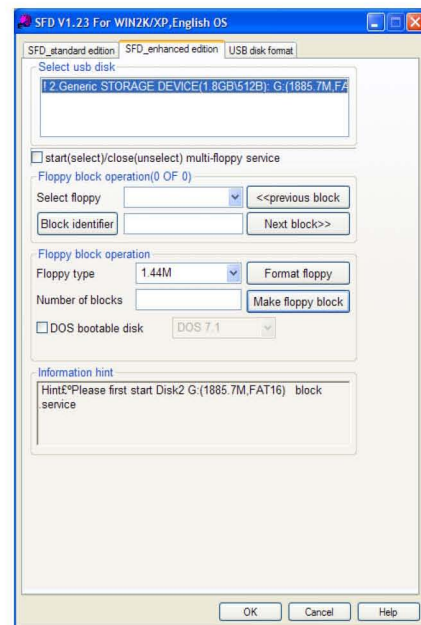 SFD V1.23 For WIN2K/XP,English OS
SFD_standard edition SFD_enhanced edition USB disk format
Select usb disk
! 2.Generic STORAGE DEVICE(1.8GB\512B): G:(1885.7M,FA
start(select)/close(unselect) multi-floppy service
Floppy block operation(0 OF 0)
Select floppy <<previous block
Block identifier Next block>>
Floppy block operation
Floppy type 1.44M Format floppy
Number of blocks Make floppy block
DOS bootable disk DOS 7.1
Information hint
Hint£ºPlease first start Disk2 G:(1885.7M,FAT16) block
service
OK Cancel Help